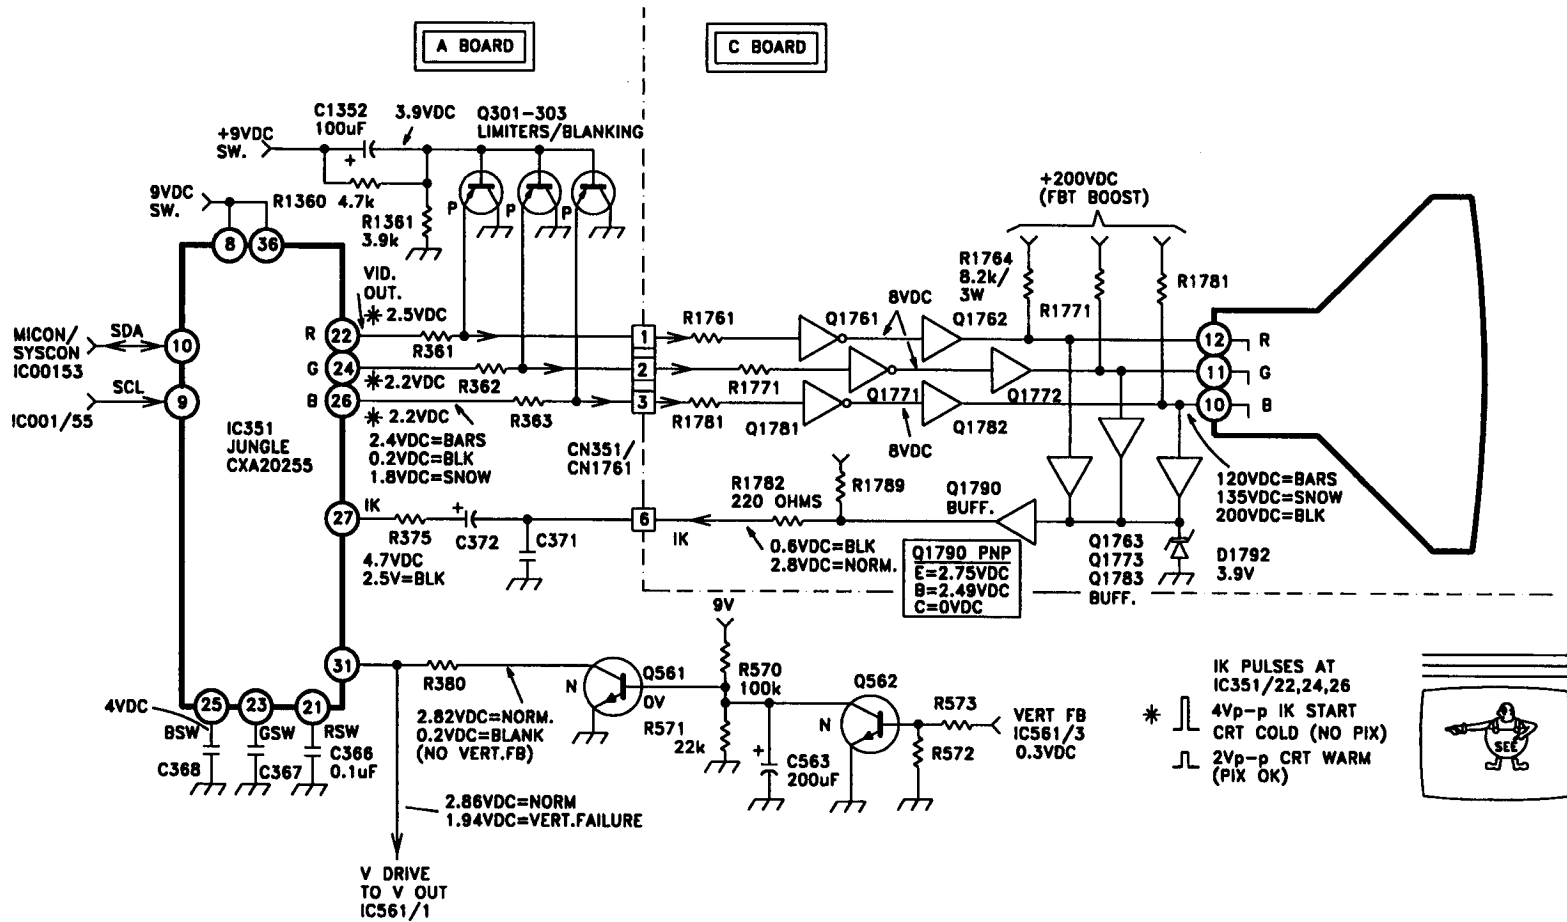 A BOARD
C BOARD
C1352
100uF
3.9VDC
Q301-303
LIMITERS/BLANKING
+9VDC
SW.
+
9VDC
SW.
R1360 4.7k
R1361
3.9k
P
P
P
8
36
VID.
OUT.
* 2.5VDC
MICON/
SYSCON
IC00153
SDA
10
R
22
R361
G
24
*2.2VDC
R362
SCL
9
IC001/55
B
26
* 2.2VDC
R363
2.4VDC=BARS
0.2VDC=BLK
1.8VDC=SNOW
IC351
JUNGLE
CXA20255
CN351/
CN1761
1
2
3
6
IK
27
R375
+
C372
C371
4.7VDC
2.5V=BLK
+200VDC
(FBT BOOST)
R1764
8.2k/
3W
R1771
R1781
R1761
Q1761
8VDC
Q1762
R1771
Q1771
Q1772
R1781
Q1781
8VDC
Q1782
12
R
11
G
10
B
R1782
220 OHMS
R1789
Q1790
BUFF.
IK
0.6VDC=BLK
2.8VDC=NORM.
Q1790 PNP
E=2.75VDC
B=2.49VDC
C=0VDC
Q1763
Q1773
Q1783
BUFF.
D1792
3.9V
120VDC=BARS
135VDC=SNOW
200VDC=BLK
31
R380
N
Q561
0V
2.82VDC=NORM.
0.2VDC=BLANK
(NO VERT.FB)
9V
R570
100k
R571
22k
+
C563
200uF
Q562
N
R573
R572
VERT FB
IC561/3
0.3VDC
4VDC
25
23
21
BSW
GSW
RSW
C368
C367
C366
0.1uF
2.86VDC=NORM
1.94VDC=VERT.FAILURE
V DRIVE
TO V OUT
IC561/1
IK PULSES AT
IC351/22,24,26
* 4Vp-p IK START
CRT COLD (NO PIX)
2Vp-p CRT WARM
(PIX OK)
SEE